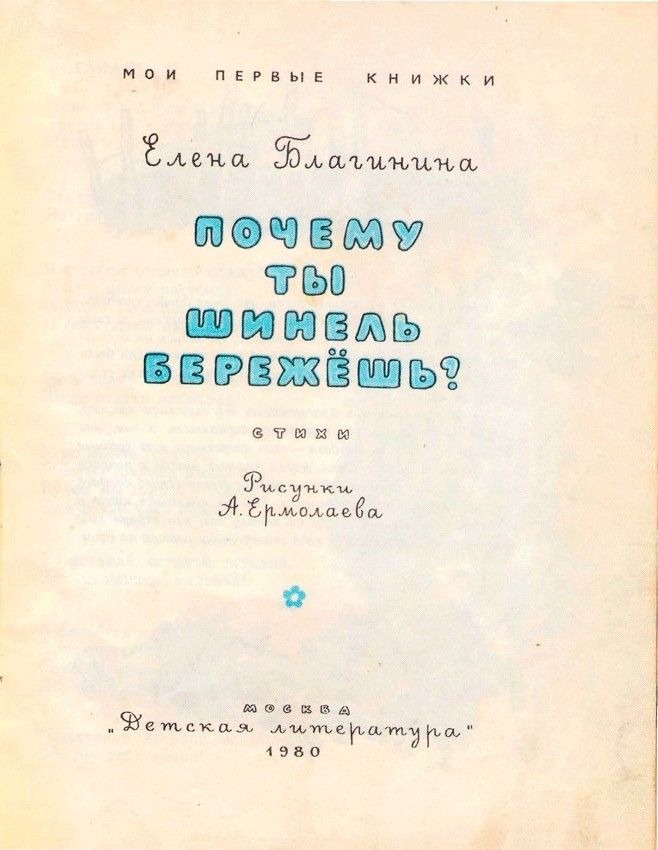 МОИ ПЕРВЫЕ КНИЖКИ
Елена Благинина
ПОЧЕМУ
ТЫ
ШИНЕЛЬ
БЕРЕЖЁШЬ?
СТИХИ
Рисунки
А. Ермолаева
МОСКВА
„Детская литература"
1980